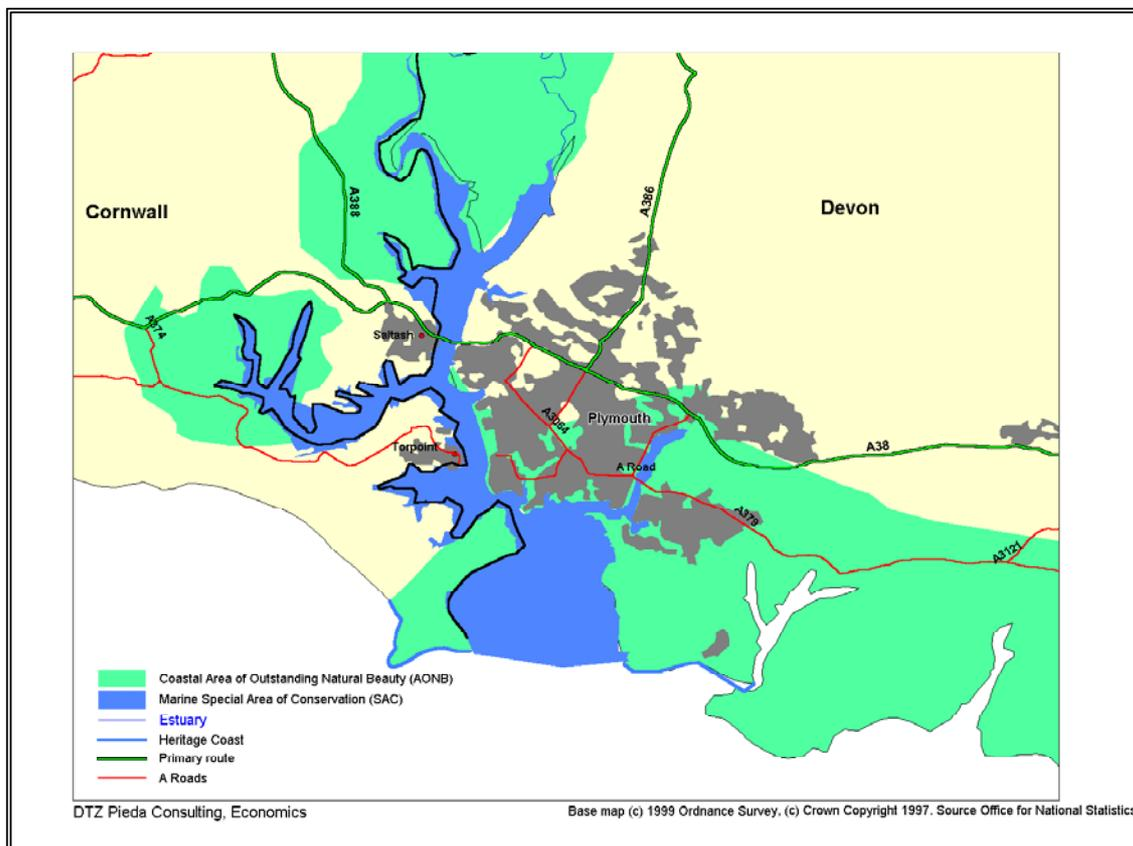 Cornwall
A388
A386
Devon
A374
Saltash
A3064
Plymouth
Torpoint
A Road
A38
A379
A3121
Coastal Area of Outstanding Natural Beauty (AONB)
Marine Special Area of Conservation (SAC)
Estuary
Heritage Coast
Primary route
A Roads
DTZ Pieda Consulting, Economics
Base map (c) 1999 Ordnance Survey, (c) Crown Copyright 1997. Source Office for National Statistics